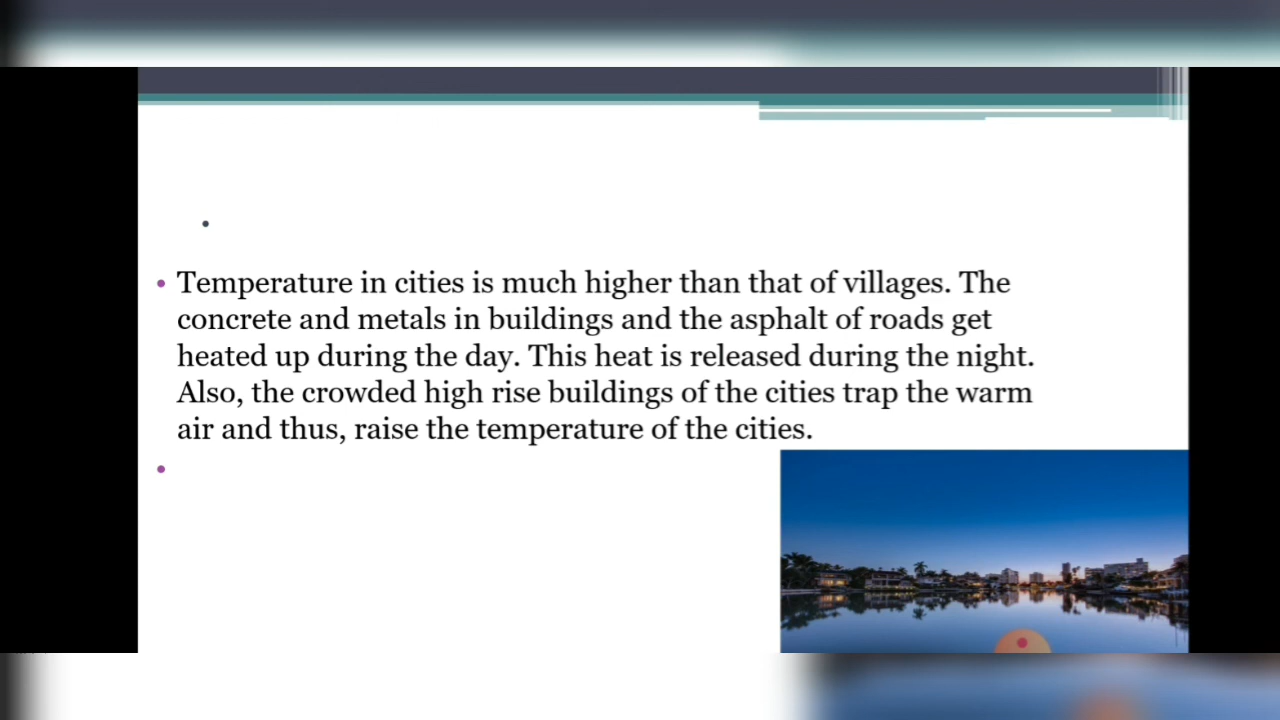 Temperature in cities is much higher than that of villages. The
concrete and metals in buildings and the asphalt of roads get
heated up during the day. This heat is released during the night.
Also, the crowded high rise buildings of the cities trap the warm
air and thus, raise the temperature of the cities.